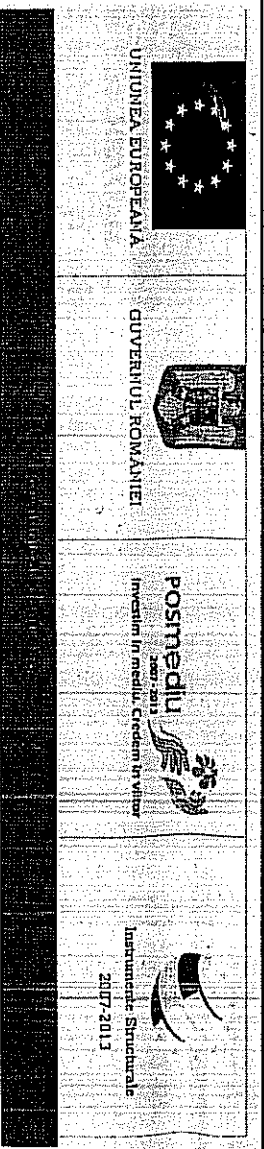 UNIUNEA EUROPEANĂ
GUVERNUL ROMÂNIEI
POSmediu
2007-2013
Investim în mediu. Credem în viitor
Instrumente Structurale
2007-2013